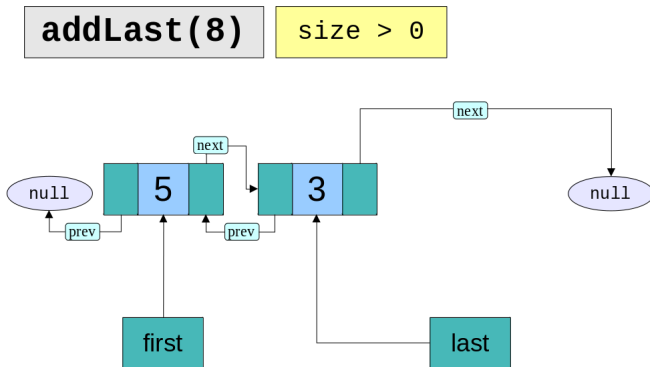 addLast(8)
size > 0
next
next
null
5
3
null
prev
prev
first
last